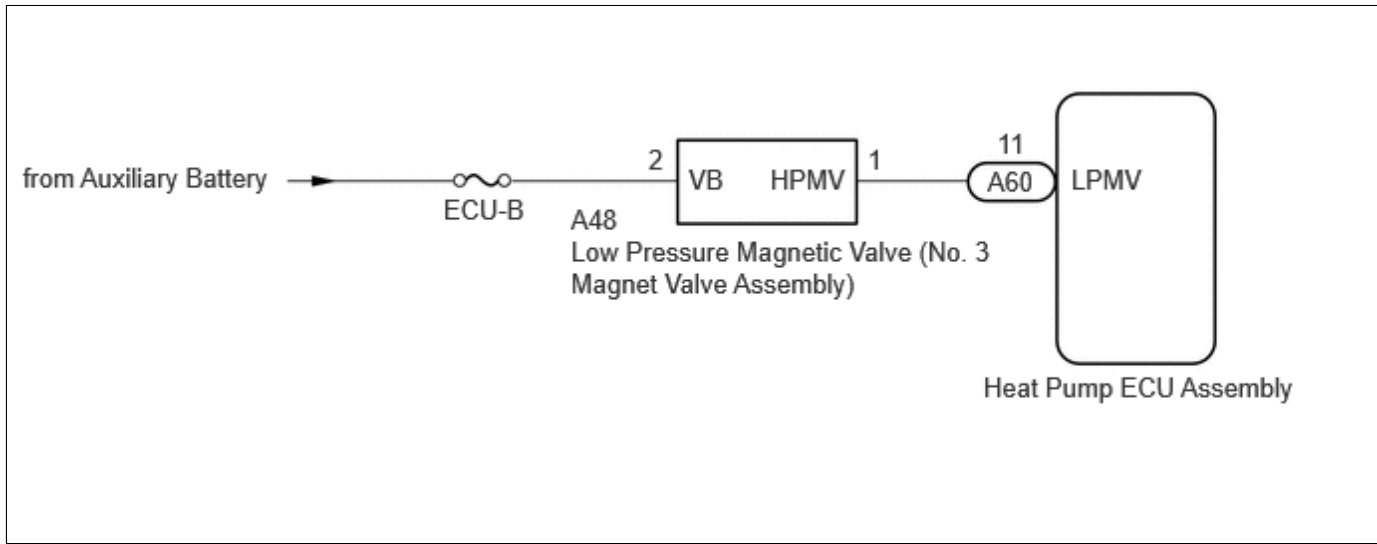 from Auxiliary Battery
ECU-B
2
VB
HPMV
1
11
A60
LPMV
A48
Low Pressure Magnetic Valve (No. 3
Magnet Valve Assembly)
Heat Pump ECU Assembly